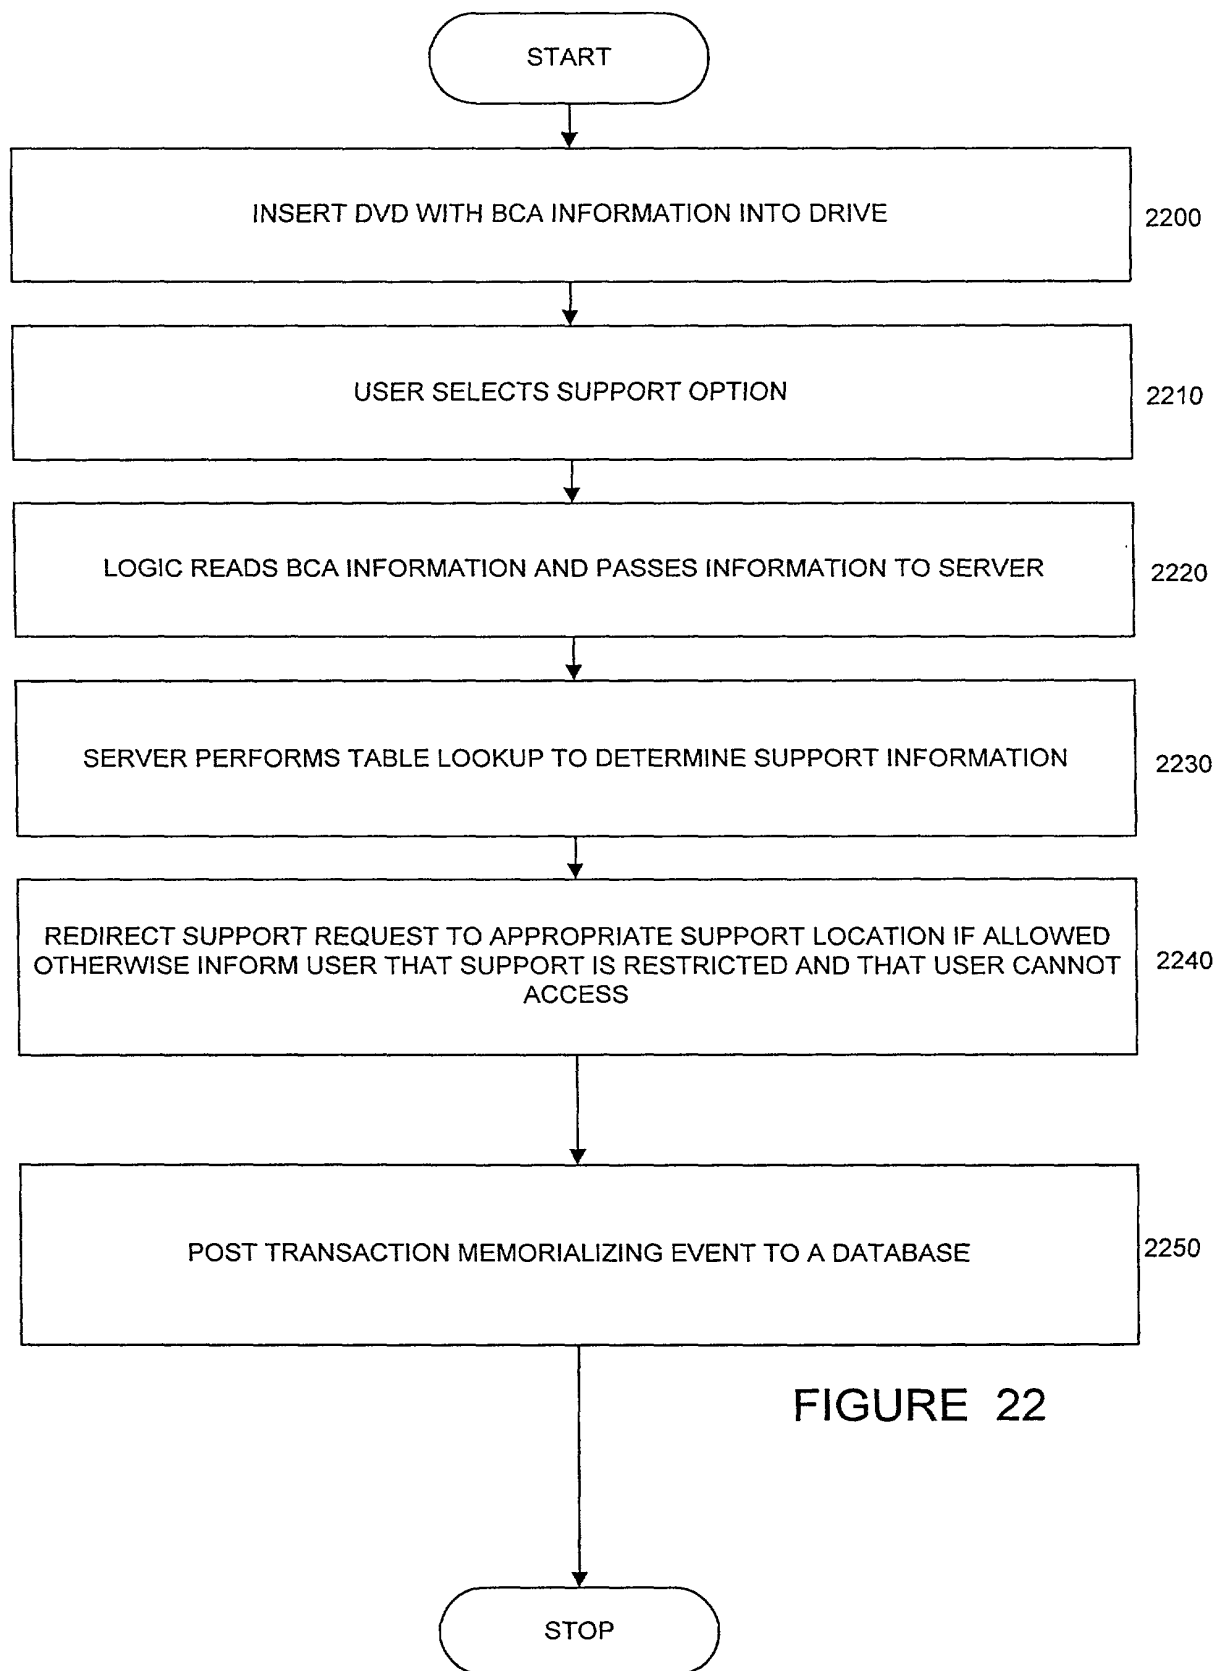 START
INSERT DVD WITH BCA INFORMATION INTO DRIVE
2200
USER SELECTS SUPPORT OPTION
2210
LOGIC READS BCA INFORMATION AND PASSES INFORMATION TO SERVER
2220
SERVER PERFORMS TABLE LOOKUP TO DETERMINE SUPPORT INFORMATION
2230
REDIRECT SUPPORT REQUEST TO APPROPRIATE SUPPORT LOCATION IF ALLOWED
OTHERWISE INFORM USER THAT SUPPORT IS RESTRICTED AND THAT USER CANNOT
ACCESS
2240
POST TRANSACTION MEMORIALIZING EVENT TO A DATABASE
2250
FIGURE 22
STOP